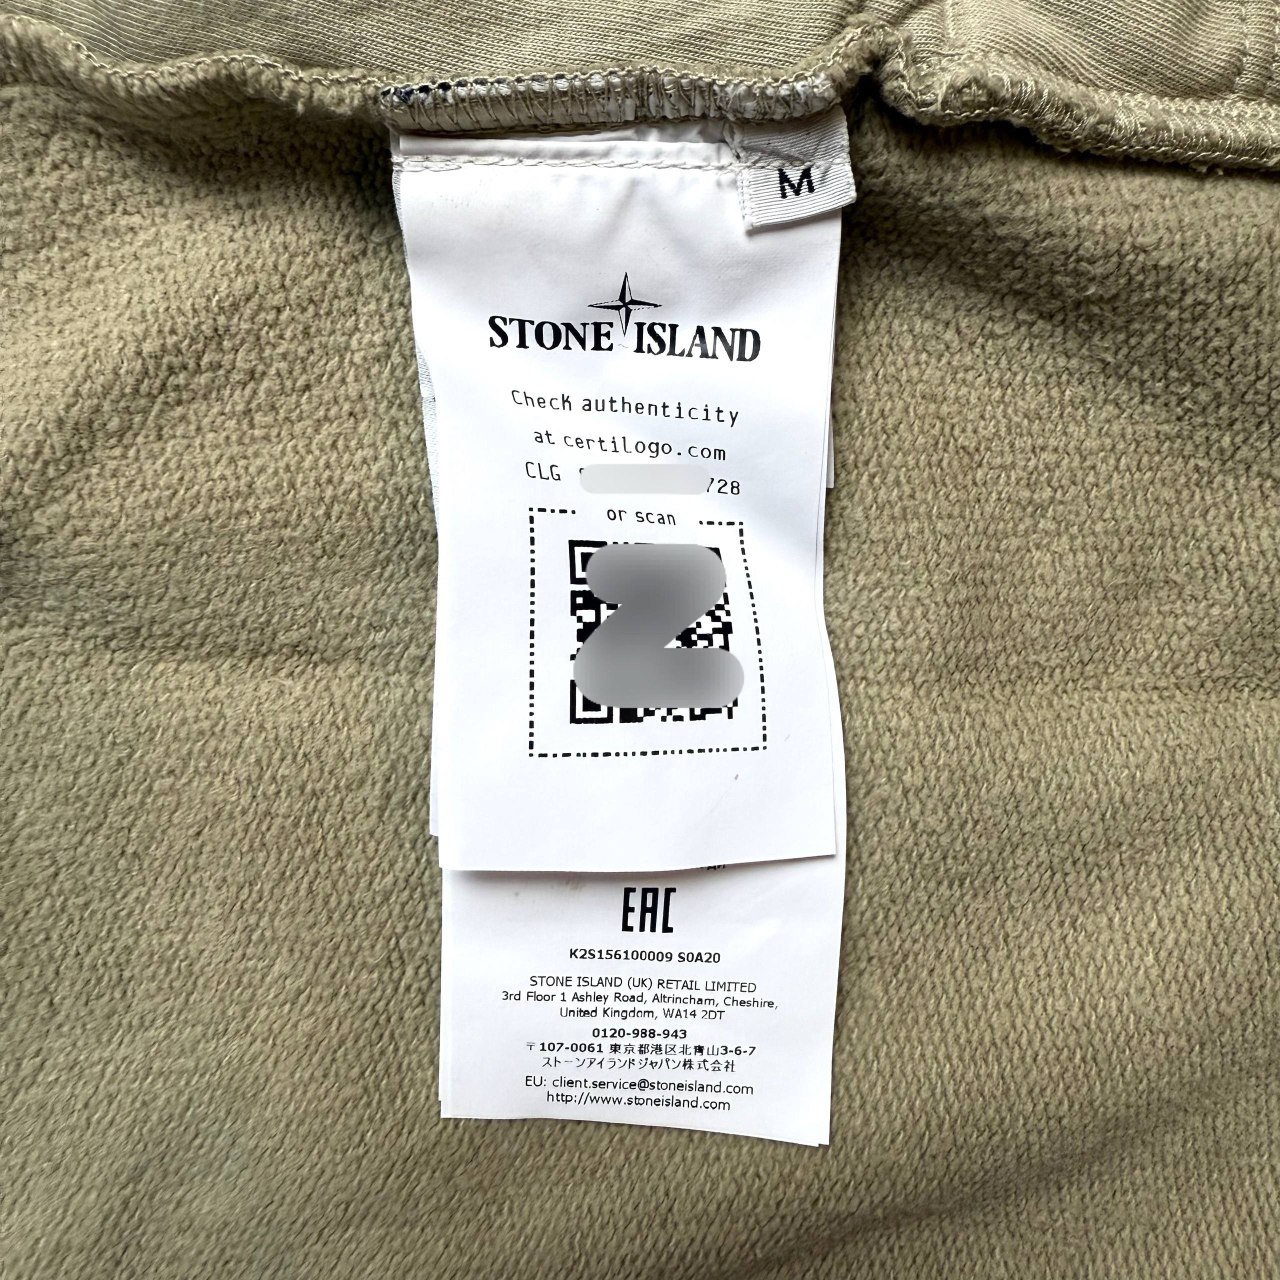 M
STONE ISLAND
Check authenticity
at certilogo.com
CLG 728
or scan
EAC
K2S156100009 S0A20
STONE ISLAND (UK) RETAIL LIMITED
3rd Floor 1 Ashley Road, Altrincham, Cheshire,
United Kingdom, WA14 2DT
0120-988-943
〒107-0061 東京都港区北青山3-6-7
ストーンアイランドジャパン株式会社
EU: client.service@stoneisland.com
http://www.stoneisland.com